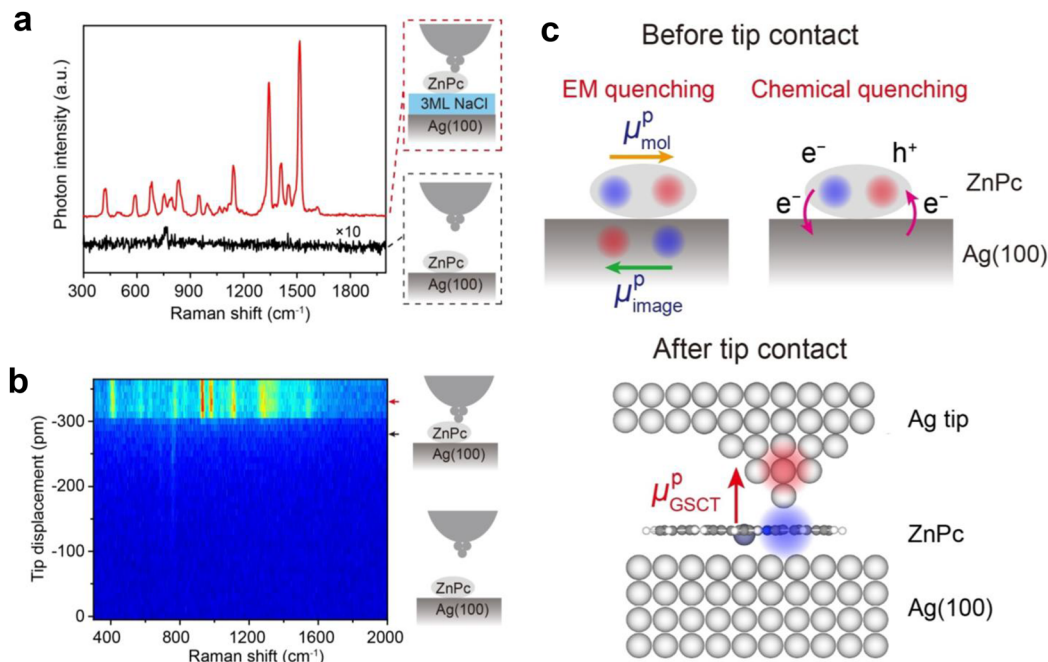 a
Photon intensity (a.u.)
×10
300 600 900 1200 1500 1800
Raman shift (cm⁻¹)
ZnPc
3ML NaCl
Ag(100)
ZnPc
Ag(100)
b
Tip displacement (pm)
-300
-200
-100
0
400 800 1200 1600 2000
Raman shift (cm⁻¹)
ZnPc
Ag(100)
ZnPc
Ag(100)
c
Before tip contact
EM quenching
μᵖmol
μᵖimage
Chemical quenching
e⁻ h⁺
e⁻ e⁻
ZnPc
Ag(100)
After tip contact
μᵖGSCT
Ag tip
ZnPc
Ag(100)